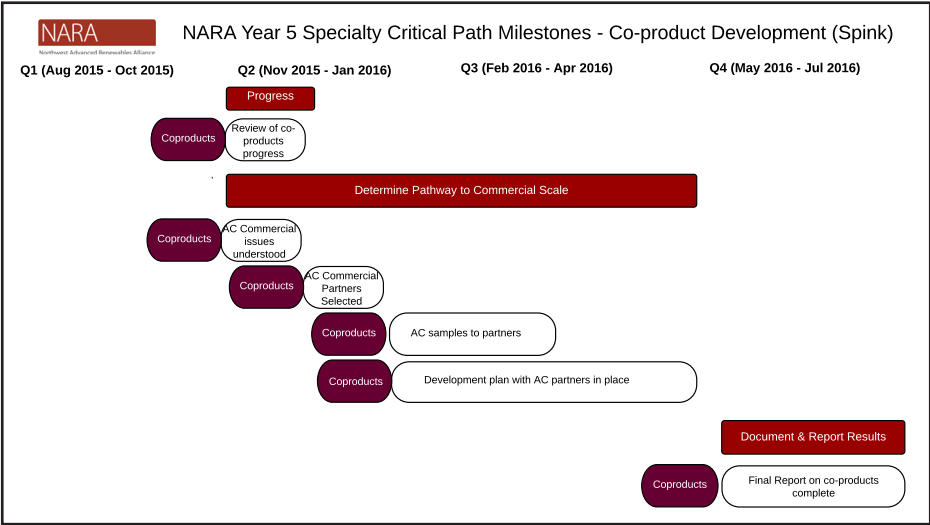 NARA
Northwest Advanced Renewables Alliance
NARA Year 5 Specialty Critical Path Milestones - Co-product Development (Spink)
Q1 (Aug 2015 - Oct 2015)
Q2 (Nov 2015 - Jan 2016)
Q3 (Feb 2016 - Apr 2016)
Q4 (May 2016 - Jul 2016)
Progress
Coproducts
Review of co-
products
progress
Determine Pathway to Commercial Scale
Coproducts
AC Commercial
issues
understood
Coproducts
AC Commercial
Partners
Selected
Coproducts
AC samples to partners
Coproducts
Development plan with AC partners in place
Document & Report Results
Coproducts
Final Report on co-products
complete